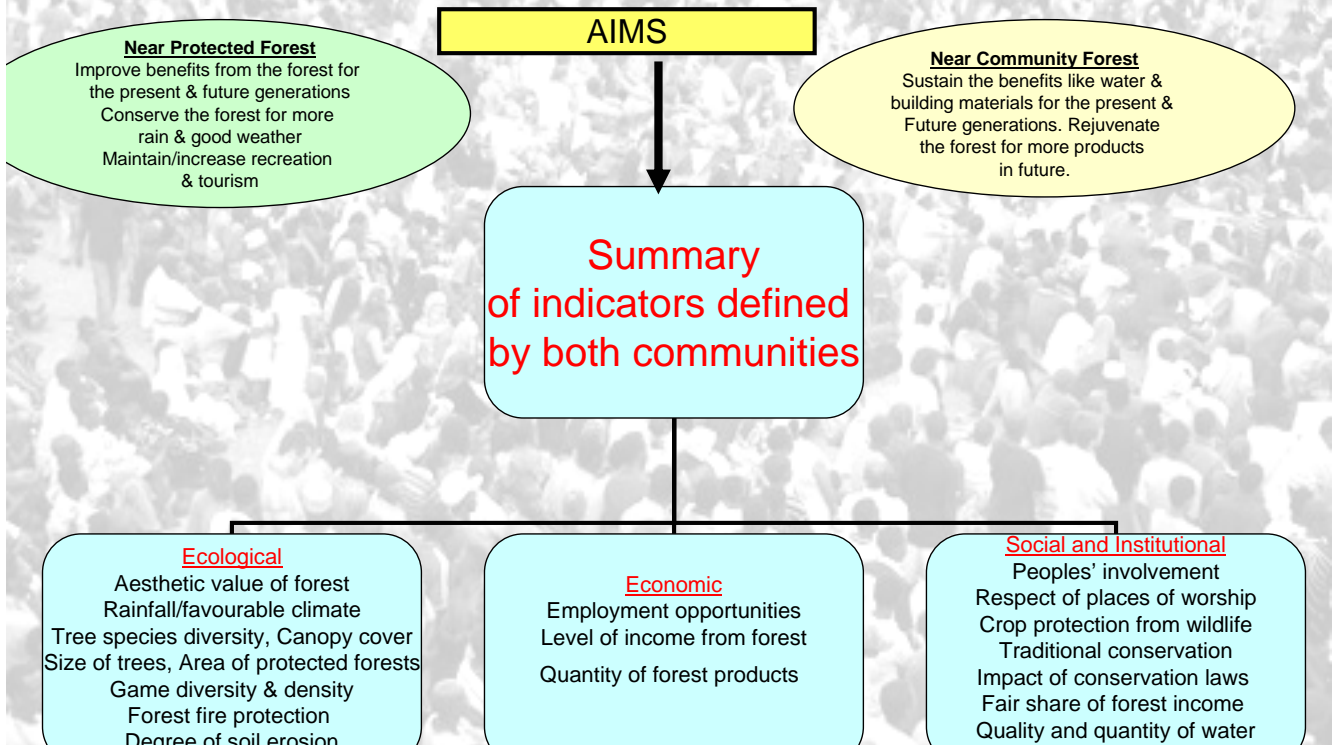 AIMS
Near Protected Forest
Improve benefits from the forest for
the present & future generations
Conserve the forest for more
rain & good weather
Maintain/increase recreation
& tourism
Near Community Forest
Sustain the benefits like water &
building materials for the present &
Future generations. Rejuvenate
the forest for more products
in future.
Summary
of indicators defined
by both communities
Ecological
Aesthetic value of forest
Rainfall/favourable climate
Tree species diversity, Canopy cover
Size of trees, Area of protected forests
Game diversity & density
Forest fire protection
Degree of soil erosion
Economic
Employment opportunities
Level of income from forest
Quantity of forest products
Social and Institutional
Peoples’ involvement
Respect of places of worship
Crop protection from wildlife
Traditional conservation
Impact of conservation laws
Fair share of forest income
Quality and quantity of water